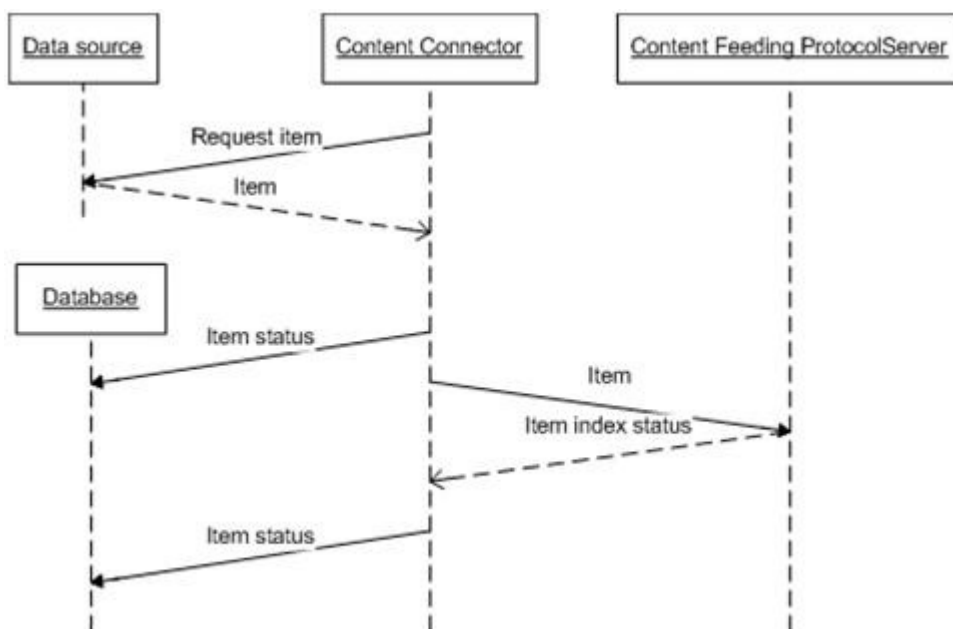 Data source
Content Connector
Content Feeding ProtocolServer
Request item
Item
Database
Item status
Item
Item index status
Item status